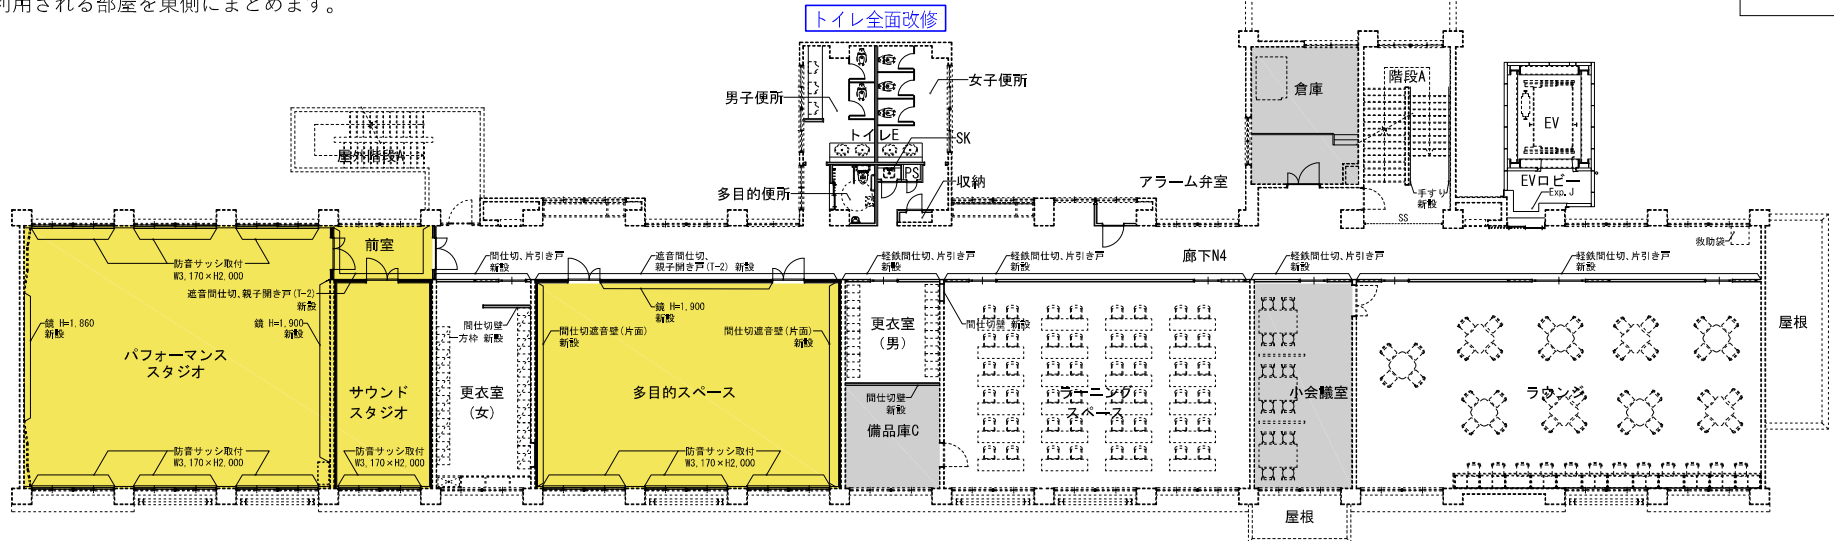 利用される部屋を東側にまとめます。
トイレ全面改修
男子便所
女子便所
トイレE
SK
PS
多目的便所
収納
アラーム弁室
倉庫
階段A
EV
EVロビー
Exp.J
手すり
新設
SS
屋外階段A
救助袋
廊下N4
前室
防音サッシ取付
W3,170×H2,000
遮音間仕切、親子開き戸(T-2)
新設
鏡 H=1,860
新設
鏡 H=1,900
新設
パフォーマンス
スタジオ
サウンド
スタジオ
防音サッシ取付
W3,170×H2,000
防音サッシ取付
W3,170×H2,000
間仕切、片引き戸
新設
間仕切壁
一方枠 新設
更衣室
(女)
遮音間仕切、
親子開き戸(T-2) 新設
鏡 H=1,900
新設
間仕切遮音壁(片面)
新設
間仕切遮音壁(片面)
新設
多目的スペース
防音サッシ取付
W3,170×H2,000
軽鉄間仕切、片引き戸
新設
更衣室
(男)
間仕切壁
新設
備品庫C
軽鉄間仕切、片引き戸
新設
間仕切壁 新設
ラーニング
スペース
軽鉄間仕切、片引き戸
新設
小会議室
軽鉄間仕切、片引き戸
新設
ラウンジ
屋根
屋根